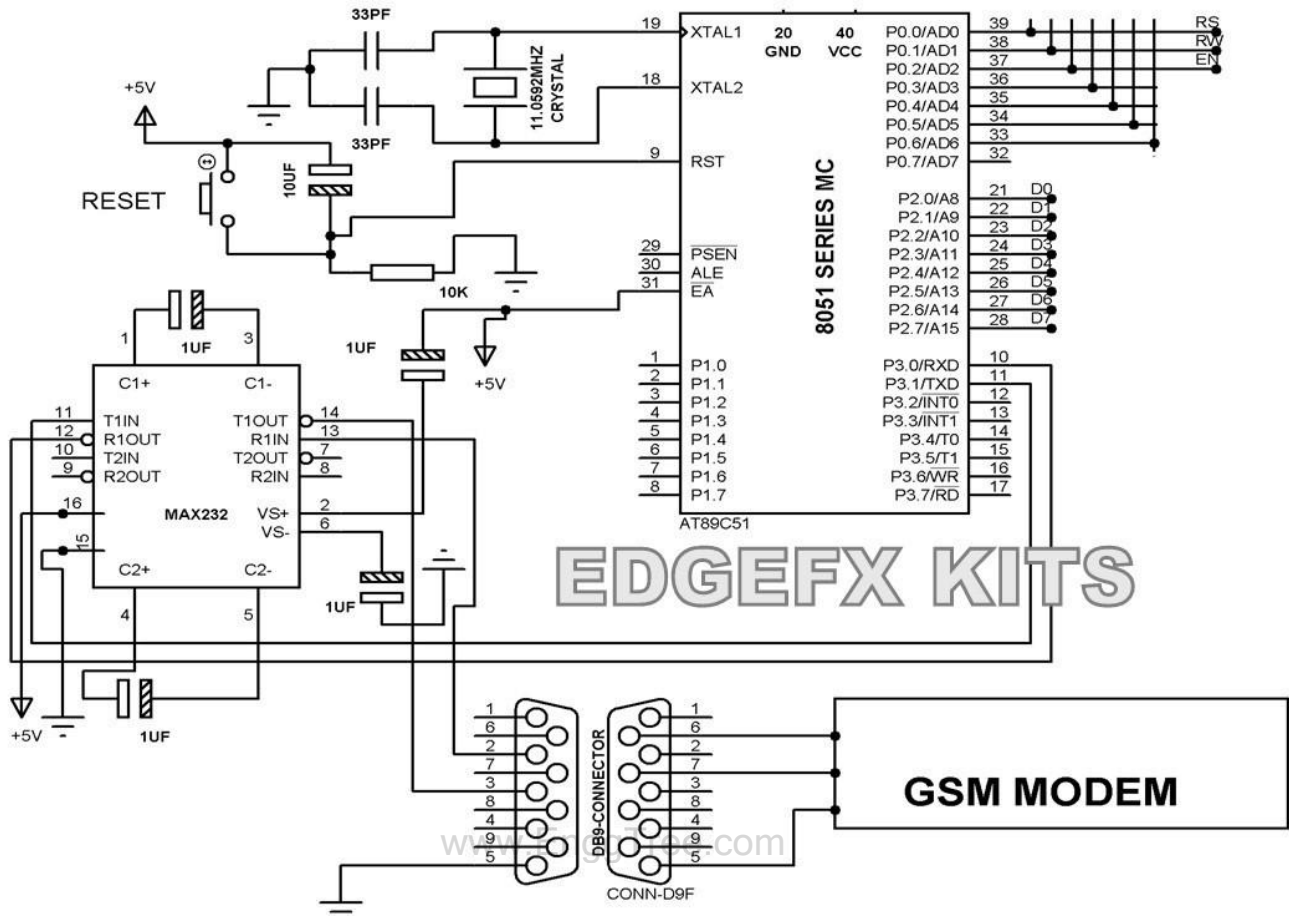 33PF
33PF
11.0592MHZ
CRYSTAL
+5V
RESET
10UF
10K
19 XTAL1
18 XTAL2
9 RST
29 PSEN
30 ALE
31 EA
1 P1.0
2 P1.1
3 P1.2
4 P1.3
5 P1.4
6 P1.5
7 P1.6
8 P1.7
20
GND
40
VCC
8051 SERIES MC
AT89C51
P0.0/AD0 39 RS
P0.1/AD1 38 RW
P0.2/AD2 37 EN
P0.3/AD3 36
P0.4/AD4 35
P0.5/AD5 34
P0.6/AD6 33
P0.7/AD7 32
P2.0/A8 21 D0
P2.1/A9 22 D1
P2.2/A10 23 D2
P2.3/A11 24 D3
P2.4/A12 25 D4
P2.5/A13 26 D5
P2.6/A14 27 D6
P2.7/A15 28 D7
P3.0/RXD 10
P3.1/TXD 11
P3.2/INT0 12
P3.3/INT1 13
P3.4/T0 14
P3.5/T1 15
P3.6/WR 16
P3.7/RD 17
1UF
+5V
1 3
1UF
C1+ C1-
11 T1IN T1OUT 14
12 R1OUT R1IN 13
10 T2IN T2OUT 7
9 R2OUT R2IN 8
16 MAX232 VS+ 2
VS- 6
15
C2+ C2-
4 5
1UF
1UF
+5V
EDGEFX KITS
1
6
2
7
3
8
4
9
5
DB9-CONNECTOR
1
6
2
7
3
8
4
9
5
CONN-D9F
GSM MODEM
www.EnggTree.com